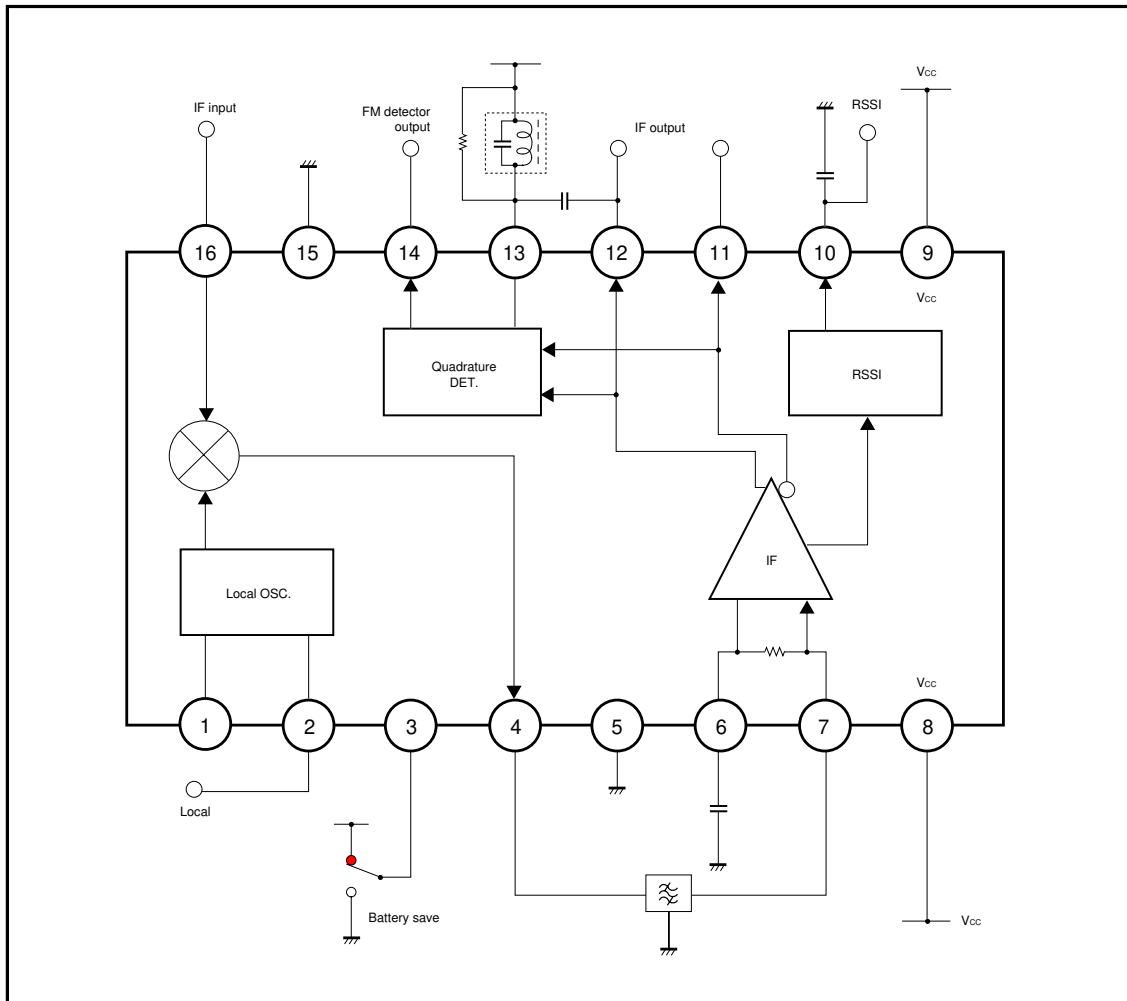 VCC
IF input
FM detector
output
IF output
RSSI
16
15
14
13
12
11
10
9
VCC
Quadrature
DET.
RSSI
IF
Local OSC.
VCC
1
2
3
4
5
6
7
8
Local
Battery save
VCC